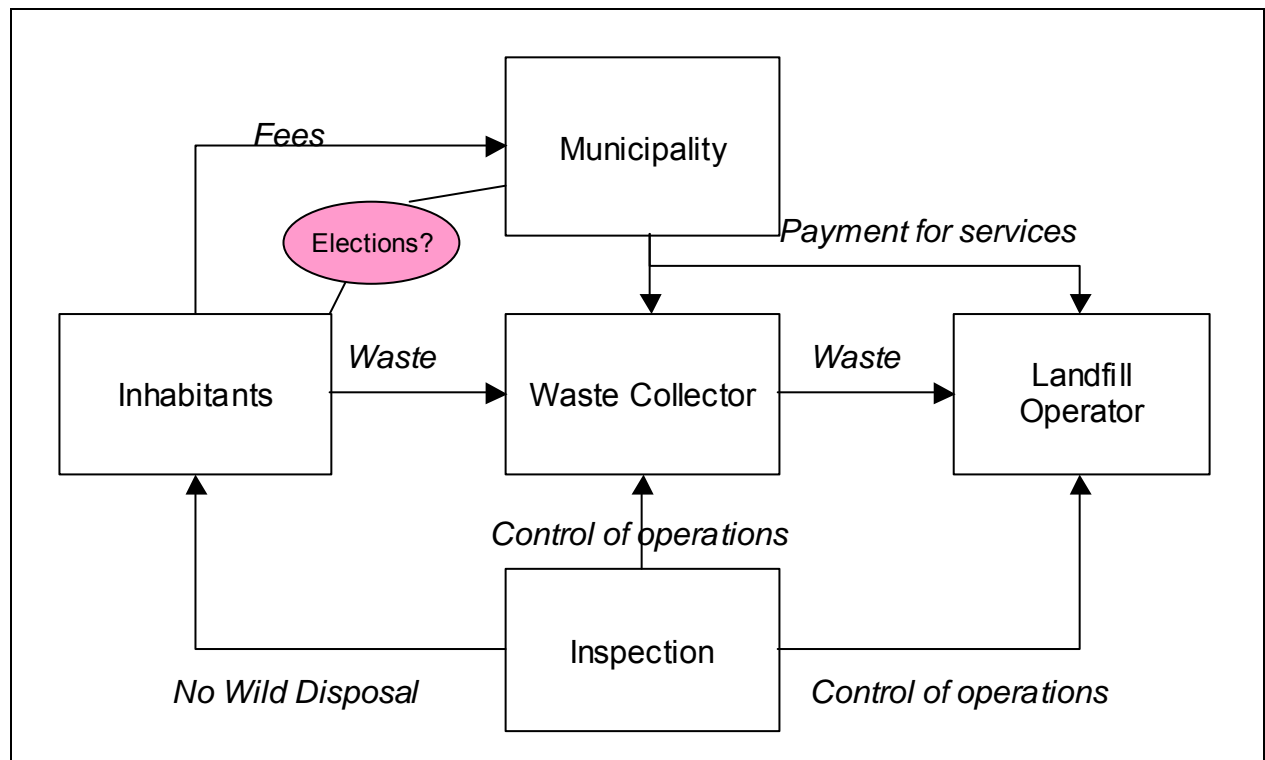 Municipality
Fees
Payment for services
Elections?
Inhabitants
Waste
Waste Collector
Waste
Landfill
Operator
Control of operations
Inspection
No Wild Disposal
Control of operations